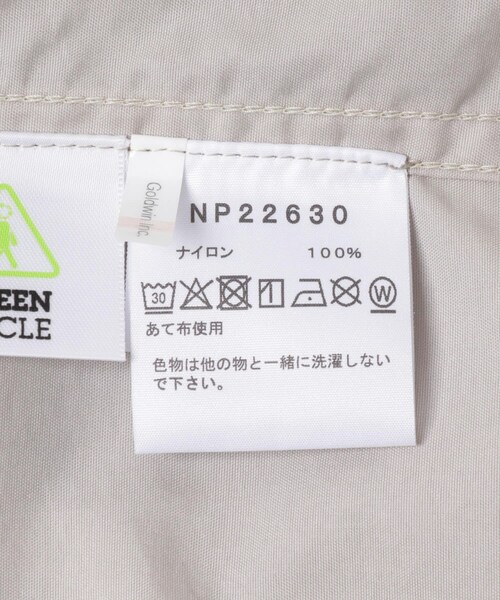 Goldwin Inc.
NP22630
ナイロン 100%
30
W
あて布使用
色物は他の物と一緒に洗濯しない
で下さい。
EEN
CLE